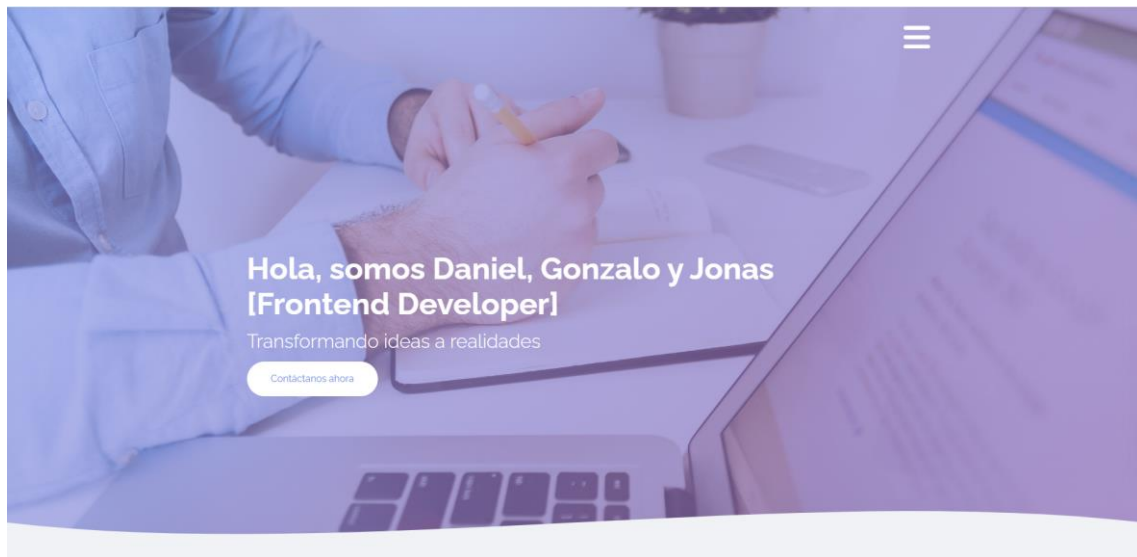 Hola, somos Daniel, Gonzalo y Jonas
[Frontend Developer]
Transformando ideas a realidades
Contáctanos ahora